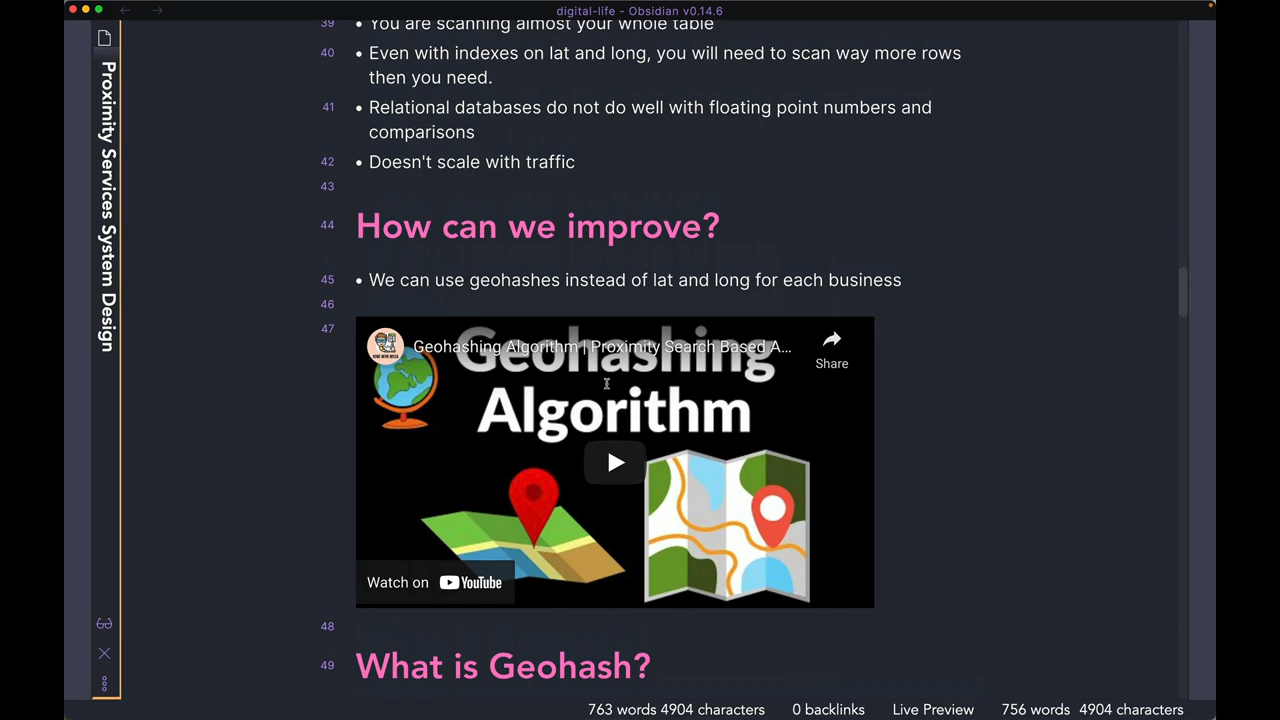 digital-life - Obsidian v0.14.6
Proximity Services System Design
39 • You are scanning almost your whole table
40 • Even with indexes on lat and long, you will need to scan way more rows
then you need.
41 • Relational databases do not do well with floating point numbers and
comparisons
42 • Doesn't scale with traffic
43
44 How can we improve?
45 • We can use geohashes instead of lat and long for each business
46
47
Geohashing Algorithm | Proximity Search Based A...
Share
Geohashing
Algorithm
Watch on YouTube
48
49 What is Geohash?
763 words 4904 characters 0 backlinks Live Preview 756 words 4904 characters